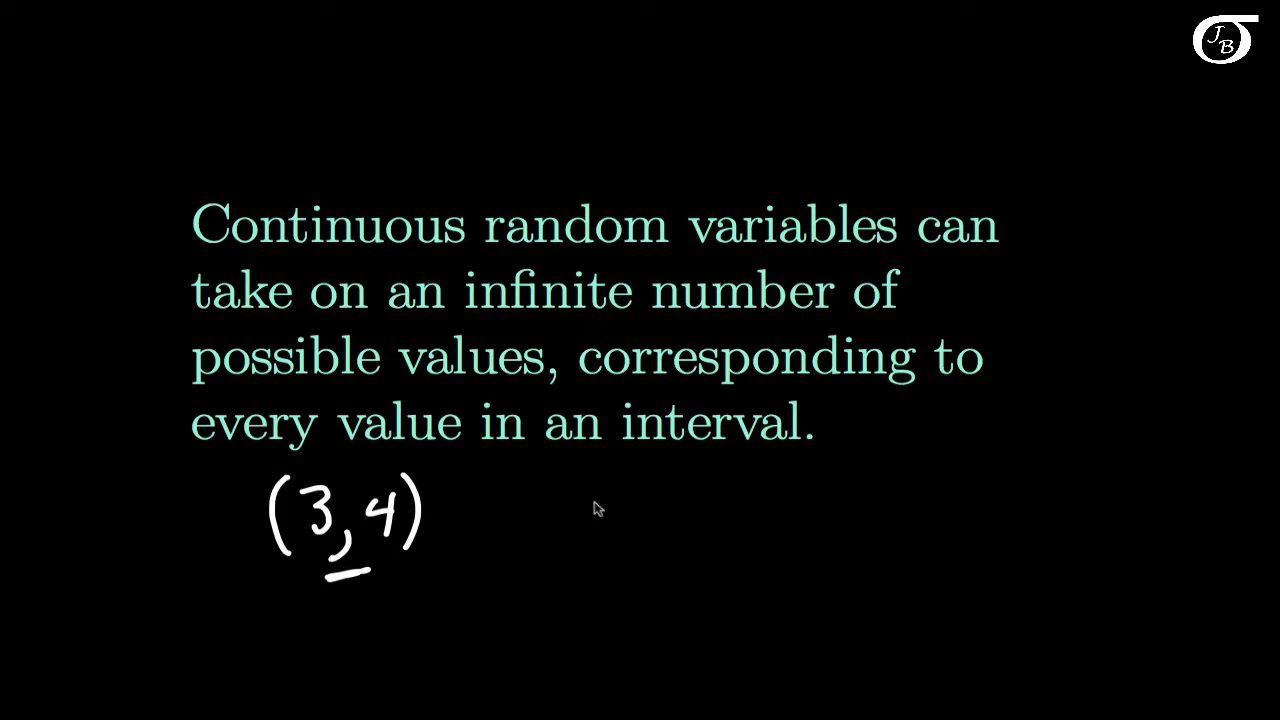 JB
Continuous random variables can
take on an infinite number of
possible values, corresponding to
every value in an interval.
(3,4)